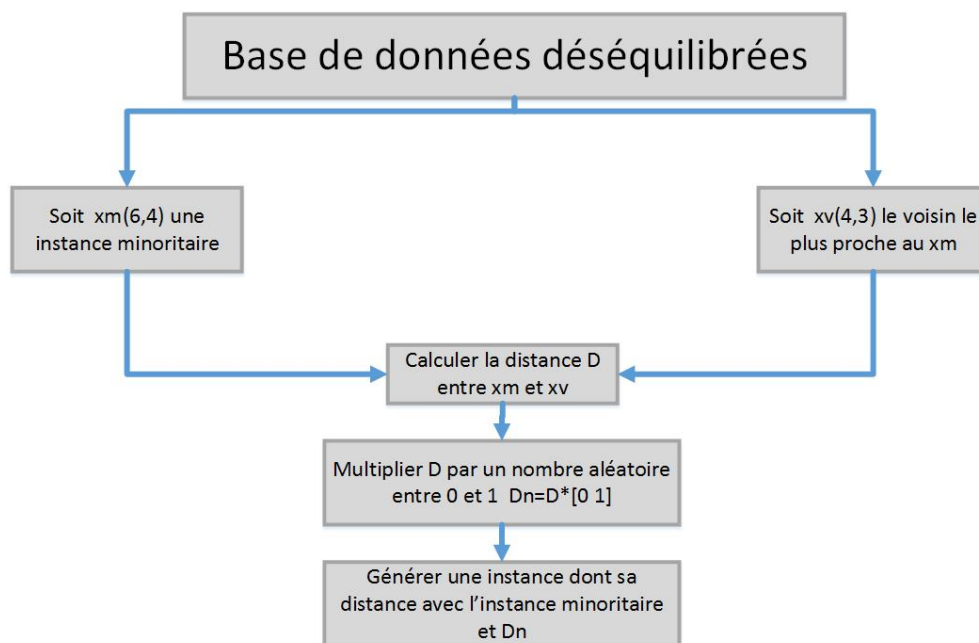 Base de données déséquilibrées
Soit xm(6,4) une
instance minoritaire
Soit xv(4,3) le voisin le
plus proche au xm
Calculer la distance D
entre xm et xv
Multiplier D par un nombre aléatoire
entre 0 et 1 Dn=D*[0 1]
Générer une instance dont sa
distance avec l’instance minoritaire
et Dn